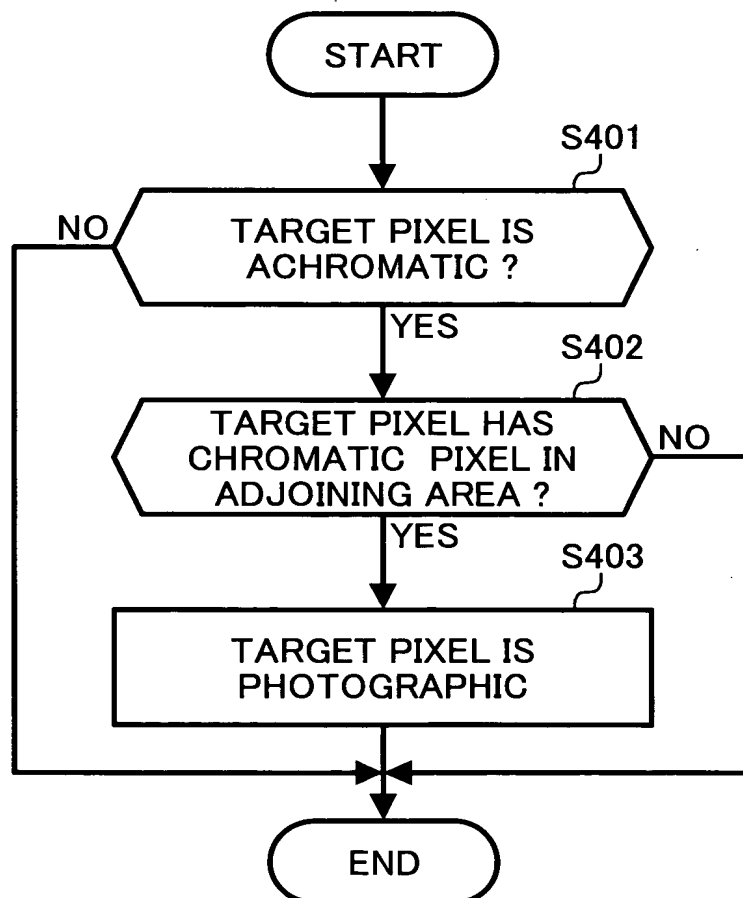 START
S401
NO
TARGET PIXEL IS
ACHROMATIC ?
YES
S402
TARGET PIXEL HAS
CHROMATIC PIXEL IN
ADJOINING AREA ?
NO
YES
S403
TARGET PIXEL IS
PHOTOGRAPHIC
END